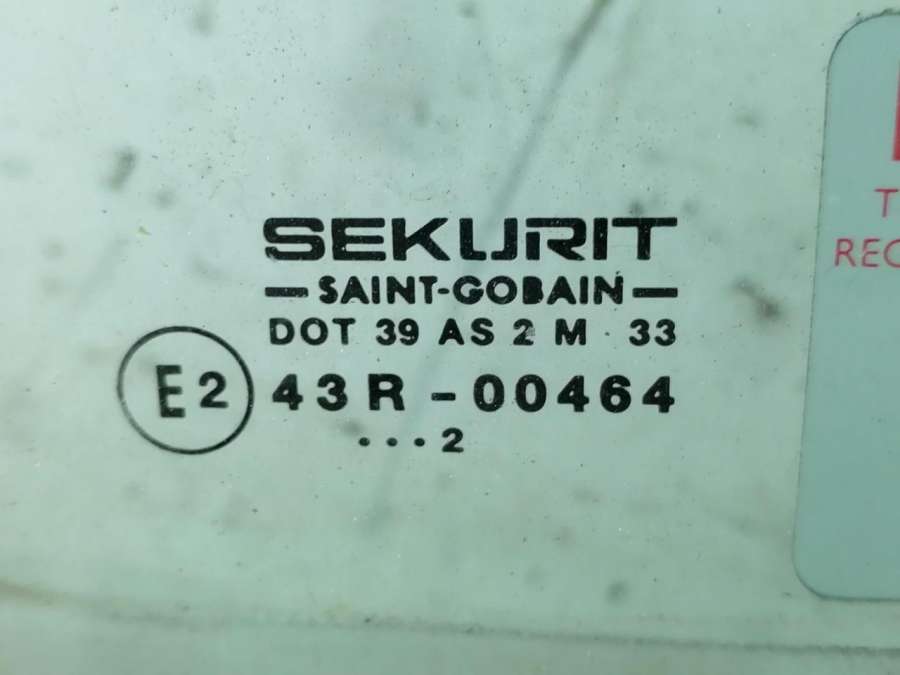 SEKURIT
SAINT-GOBAIN
DOT 39 AS 2 M · 33
E2 43R -00464
...2